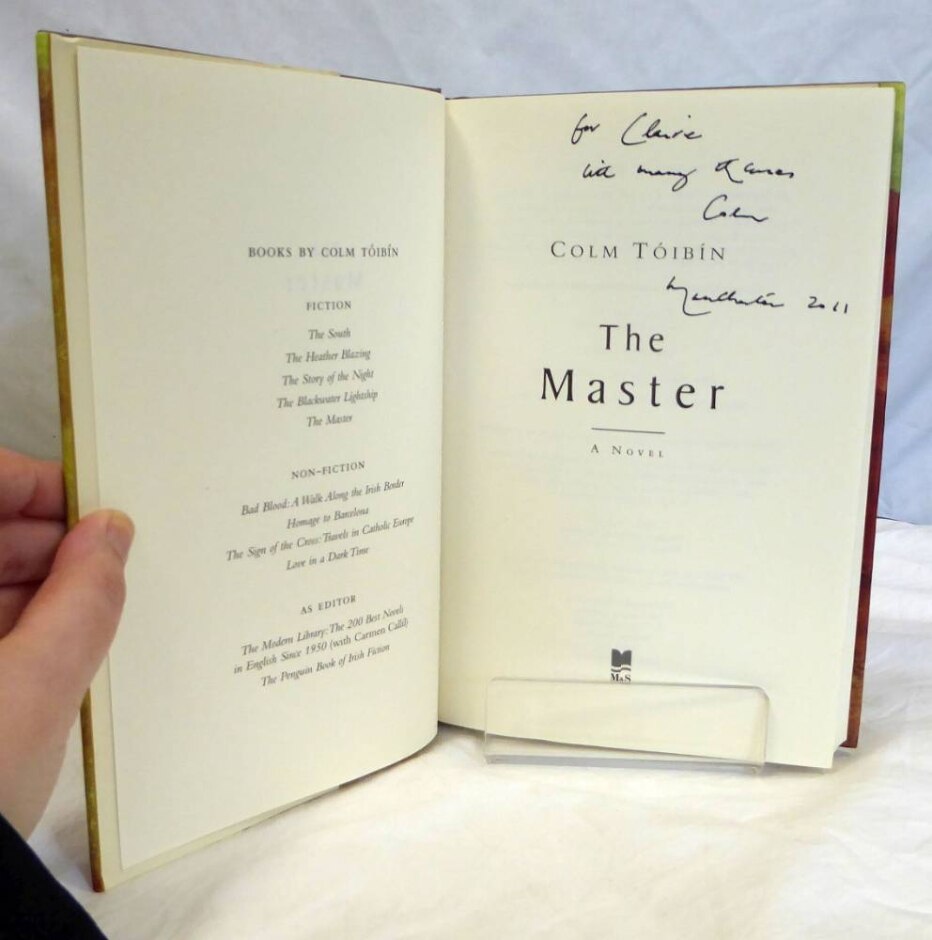 BOOKS BY COLM TÓIBÍN
FICTION
The South
The Heather Blazing
The Story of the Night
The Blackwater Lightship
The Master
NON-FICTION
Bad Blood: A Walk Along the Irish Border
Homage to Barcelona
The Sign of the Cross: Travels in Catholic Europe
Love in a Dark Time
AS EDITOR
The Modern Library: The 200 Best Novels
in English Since 1950 (with Carmen Callil)
The Penguin Book of Irish Fiction
for Claire
with many thanks
Colm
COLM TÓIBÍN
Manchester 2011
The
Master
A NOVEL
M&S